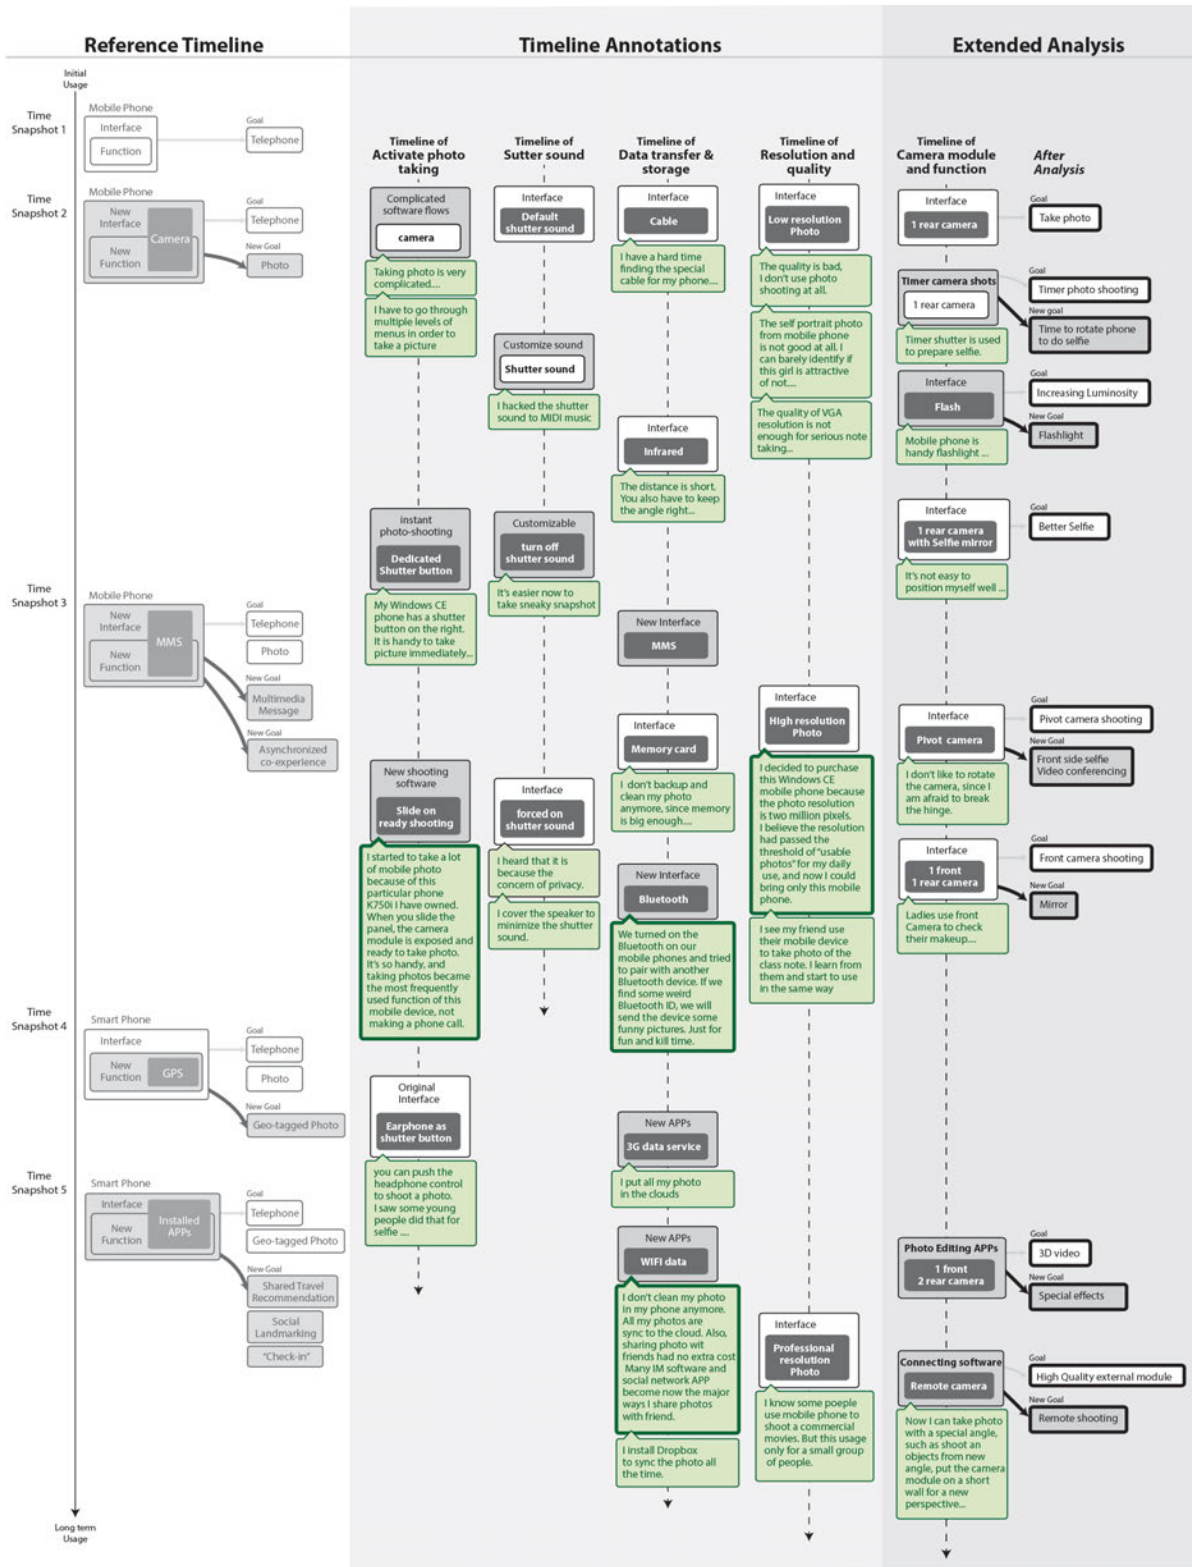 Reference Timeline
Timeline Annotations
Extended Analysis
Initial
Usage
Time
Snapshot 1
Mobile Phone
Interface
Function
Goal
Telephone
Time
Snapshot 2
Mobile Phone
New
Interface
New
Function
Camera
Goal
Telephone
New Goal
Photo
Time
Snapshot 3
Mobile Phone
New
Interface
New
Function
MMS
Goal
Telephone
Photo
New Goal
Multimedia
Message
New Goal
Asynchronized
co-experience
Time
Snapshot 4
Smart Phone
Interface
New
Function
GPS
Goal
Telephone
Photo
New Goal
Geo-tagged Photo
Time
Snapshot 5
Smart Phone
Interface
New
Function
Installed
APPs
Goal
Telephone
Geo-tagged Photo
New Goal
Shared Travel
Recommendation
Social
Landmarking
"Check-in"
Long term
Usage
Timeline of
Activate photo
taking
Complicated
software flows
camera
Taking photo is very
complicated....
I have to go through
multiple levels of
menus in order to
take a picture
instant
photo-shooting
Dedicated
Shutter button
My Windows CE
phone has a shutter
button on the right.
It is handy to take
picture immediately...
New shooting
software
Slide on
ready shooting
I started to take a lot
of mobile photo
because of this
particular phone
K750i I have owned.
When you slide the
panel, the camera
module is exposed and
ready to take photo.
It's so handy, and
taking photos became
the most frequently
used function of this
mobile device, not
making a phone call.
Original
Interface
Earphone as
shutter button
you can push the
headphone control
to shoot a photo.
I saw some young
people did that for
selfie ....
Timeline of
Sutter sound
Interface
Default
shutter sound
Customize sound
Shutter sound
I hacked the shutter
sound to MIDI music
Customizable
turn off
shutter sound
It's easier now to
take sneaky snapshot
Interface
forced on
shutter sound
I heard that it is
because the
concern of privacy.
I cover the speaker to
minimize the shutter
sound.
Timeline of
Data transfer &
storage
Interface
Cable
I have a hard time
finding the special
cable for my phone....
Interface
Infrared
The distance is short.
You also have to keep
the angle right...
New Interface
MMS
Interface
Memory card
I don't backup and
clean my photo
anymore, since memory
is big enough....
New Interface
Bluetooth
We turned on the
Bluetooth on our
mobile phones and tried
to pair with another
Bluetooth device. If we
find some weird
Bluetooth ID, we will
send the device some
funny pictures. Just for
fun and kill time.
New APPs
3G data service
I put all my photo
in the clouds
New APPs
WIFI data
I don't clean my photo
in my phone anymore.
All my photos are
sync to the cloud. Also,
sharing photo wit
friends had no extra cost
Many IM software and
social network APP
become now the major
ways I share photos
with friend.
I install Dropbox
to sync the photo all
the time.
Timeline of
Resolution and
quality
Interface
Low resolution
Photo
The quality is bad,
I don't use photo
shooting at all.
The self portrait photo
from mobile phone
is not good at all. I
can barely identify if
this girl is attractive
of not....
The quality of VGA
resolution is not
enough for serious note
taking...
Interface
High resolution
Photo
I decided to purchase
this Windows CE
mobile phone because
the photo resolution
is two million pixels.
I believe the resolution
had passed the
threshold of "usable
photos" for my daily
use, and now I could
bring only this mobile
phone.
I see my friend use
their mobile device
to take photo of the
class note. I learn from
them and start to use
in the same way
Interface
Professional
resolution
Photo
I know some poeple
use mobile phone to
shoot a commercial
movies. But this usage
only for a small group
of people.
Timeline of
Camera module
and function
After
Analysis
Interface
1 rear camera
Goal
Take photo
Timer camera shots
1 rear camera
Timer shutter is used
to prepare selfie.
Goal
Timer photo shooting
New goal
Time to rotate phone
to do selfie
Interface
Flash
Mobile phone is
handy flashlight ...
Goal
Increasing Luminosity
New Goal
Flashlight
Interface
1 rear camera
with Selfie mirror
It's not easy to
position myself well ...
Goal
Better Selfie
Interface
Pivot camera
I don't like to rotate
the camera, since I
am afraid to break
the hinge.
Goal
Pivot camera shooting
New Goal
Front side selfie
Video conferencing
Interface
1 front
1 rear camera
Ladies use front
Camera to check
their makeup....
Goal
Front camera shooting
New Goal
Mirror
Photo Editing APPs
1 front
2 rear camera
Goal
3D video
New Goal
Special effects
Connecting software
Remote camera
Now I can take photo
with a special angle,
such as shoot an
objects from new
angle, put the camera
module on a short
wall for a new
perspective...
Goal
High Quality external module
New Goal
Remote shooting